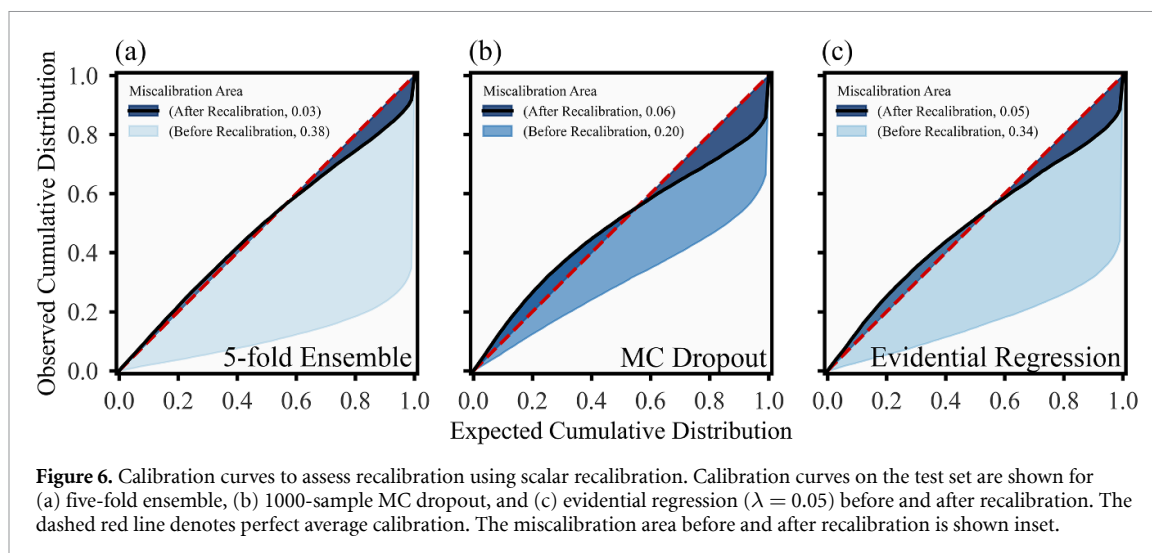 (a)
(b)
(c)
Observed Cumulative Distribution
1.0
0.8
0.6
0.4
0.2
0.0
Miscalibration Area
(After Recalibration, 0.03)
(Before Recalibration, 0.38)
5-fold Ensemble
0.0 0.2 0.4 0.6 0.8 1.0
Miscalibration Area
(After Recalibration, 0.06)
(Before Recalibration, 0.20)
MC Dropout
0.0 0.2 0.4 0.6 0.8 1.0
Miscalibration Area
(After Recalibration, 0.05)
(Before Recalibration, 0.34)
Evidential Regression
0.0 0.2 0.4 0.6 0.8 1.0
Expected Cumulative Distribution
Figure 6. Calibration curves to assess recalibration using scalar recalibration. Calibration curves on the test set are shown for
(a) five-fold ensemble, (b) 1000-sample MC dropout, and (c) evidential regression (λ = 0.05) before and after recalibration. The
dashed red line denotes perfect average calibration. The miscalibration area before and after recalibration is shown inset.